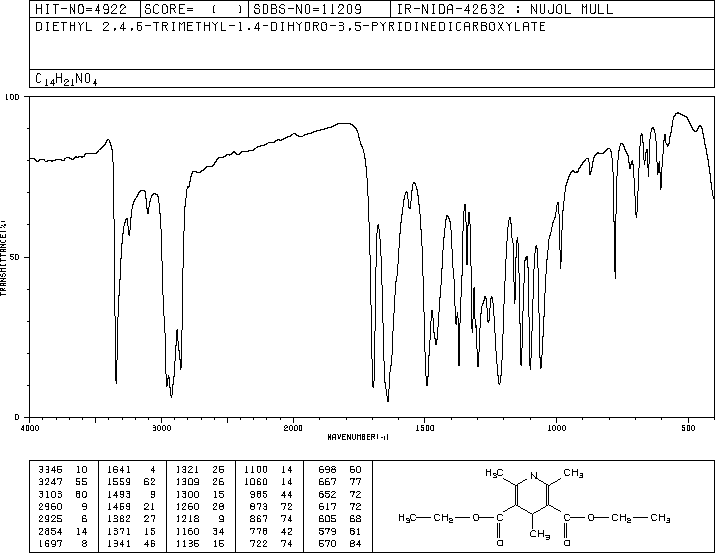 HIT-NO=4922 SCORE= ( ) SDBS-NO=11209 IR-NIDA-42632 : NUJOL MULL
DIETHYL 2,4,6-TRIMETHYL-1,4-DIHYDRO-3,5-PYRIDINEDICARBOXYLATE
C14H21NO4
100
50
0
TRANSMITTANCE(%)
4000 3000 2000 1500 1000 500
WAVENUMBER(-1)
3346 10 1641 4 1321 26 1100 14 698 60
3247 55 1559 62 1309 26 1060 14 667 77
3103 60 1493 9 1300 15 985 44 652 72
2960 9 1459 21 1260 28 873 72 617 72
2925 6 1382 27 1218 9 867 74 605 68
2854 14 1371 15 1160 34 778 42 579 81
1697 8 1341 46 1135 15 722 74 570 84
H3C N CH3
H3C—CH2—O O—CH2—CH3
O CH3 O